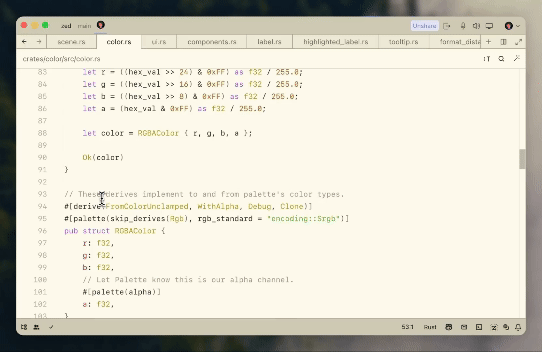 zed main Unshare
scene.rs color.rs ui.rs components.rs label.rs highlighted_label.rs tooltip.rs format_dista
crates/color/src/color.rs
83 let r = ((hex_val >> 24) & 0xFF) as f32 / 255.0;
84 let g = ((hex_val >> 16) & 0xFF) as f32 / 255.0;
85 let b = ((hex_val >> 8) & 0xFF) as f32 / 255.0;
86 let a = (hex_val & 0xFF) as f32 / 255.0;
87
88 let color = RGBAColor { r, g, b, a };
89
90 Ok(color)
91 }
92
93 // These derives implement to and from palette's color types.
94 #[derive(FromColorUnclamped, WithAlpha, Debug, Clone)]
95 #[palette(skip_derives(Rgb), rgb_standard = "encoding::Srgb")]
96 pub struct RGBAColor {
97 r: f32,
98 g: f32,
99 b: f32,
100 // Let Palette know this is our alpha channel.
101 #[palette(alpha)]
102 a: f32,
103 }
53:1 Rust